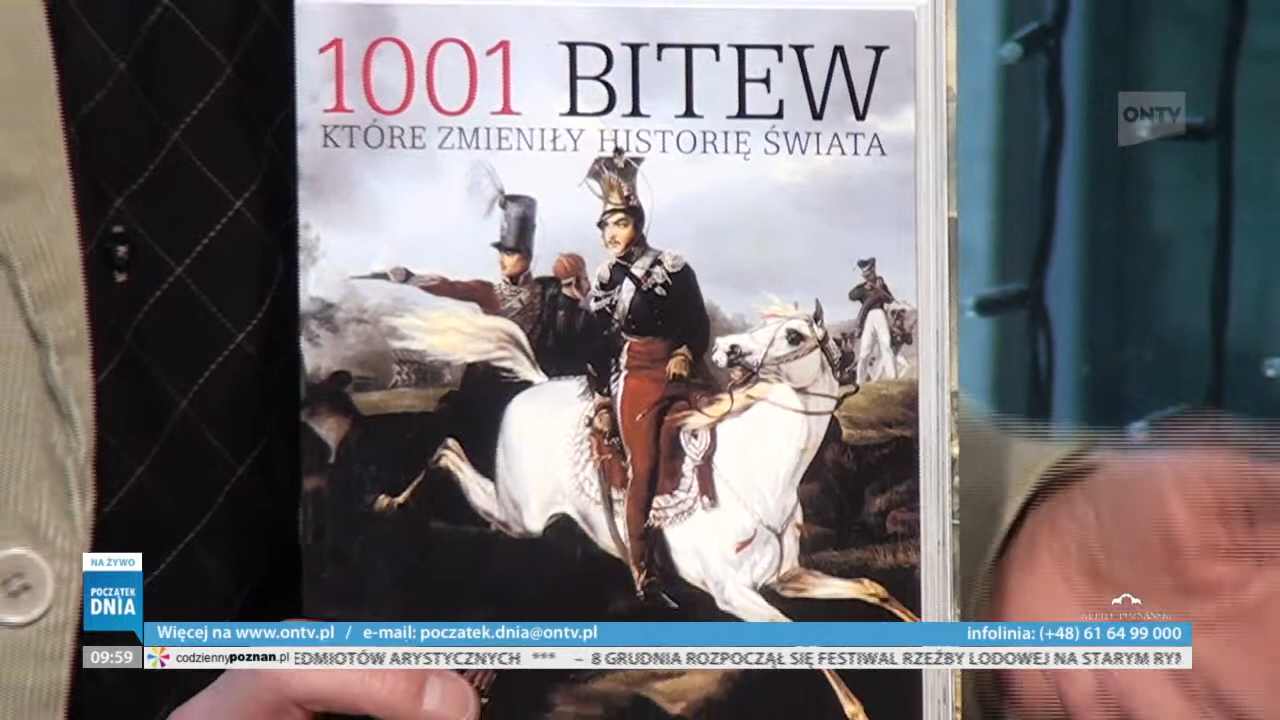 1001 BITEW
KTÓRE ZMIENIŁY HISTORIĘ ŚWIATA
ONTV
NA ŻYWO
POCZĄTEK
DNIA
KUPIEC POZNAŃSKI
Więcej na www.ontv.pl / e-mail: poczatek.dnia@ontv.pl infolinia: (+48) 61 64 99 000
09:59 codziennypoznan.pl EDMIOTÓW ARTYSTYCZNYCH *** – 8 GRUDNIA ROZPOCZĄŁ SIĘ FESTIWAL RZEŹBY LODOWEJ NA STARYM RY